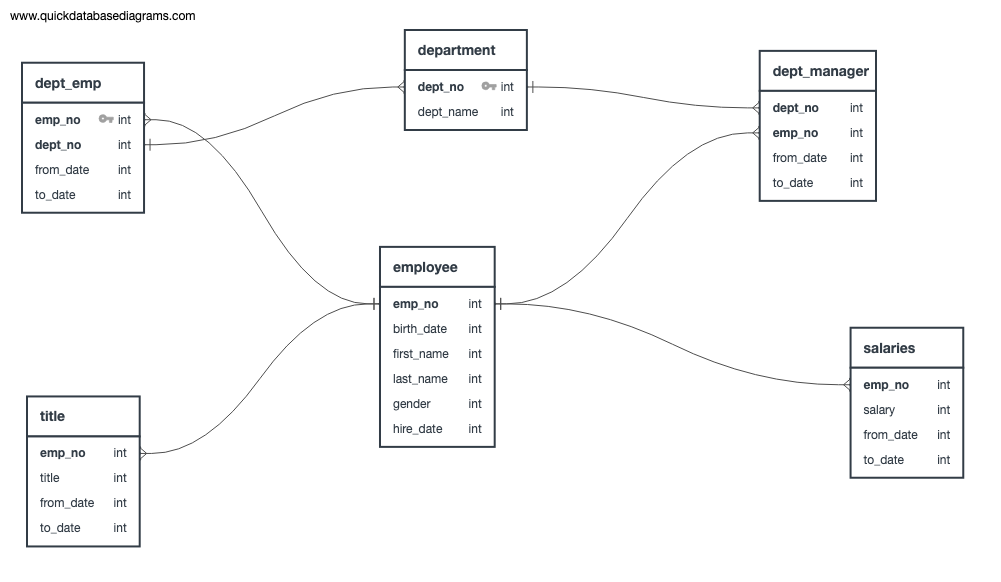 www.quickdatabasediagrams.com
dept_emp
emp_no int
dept_no int
from_date int
to_date int
department
dept_no int
dept_name int
dept_manager
dept_no int
emp_no int
from_date int
to_date int
employee
emp_no int
birth_date int
first_name int
last_name int
gender int
hire_date int
salaries
emp_no int
salary int
from_date int
to_date int
title
emp_no int
title int
from_date int
to_date int